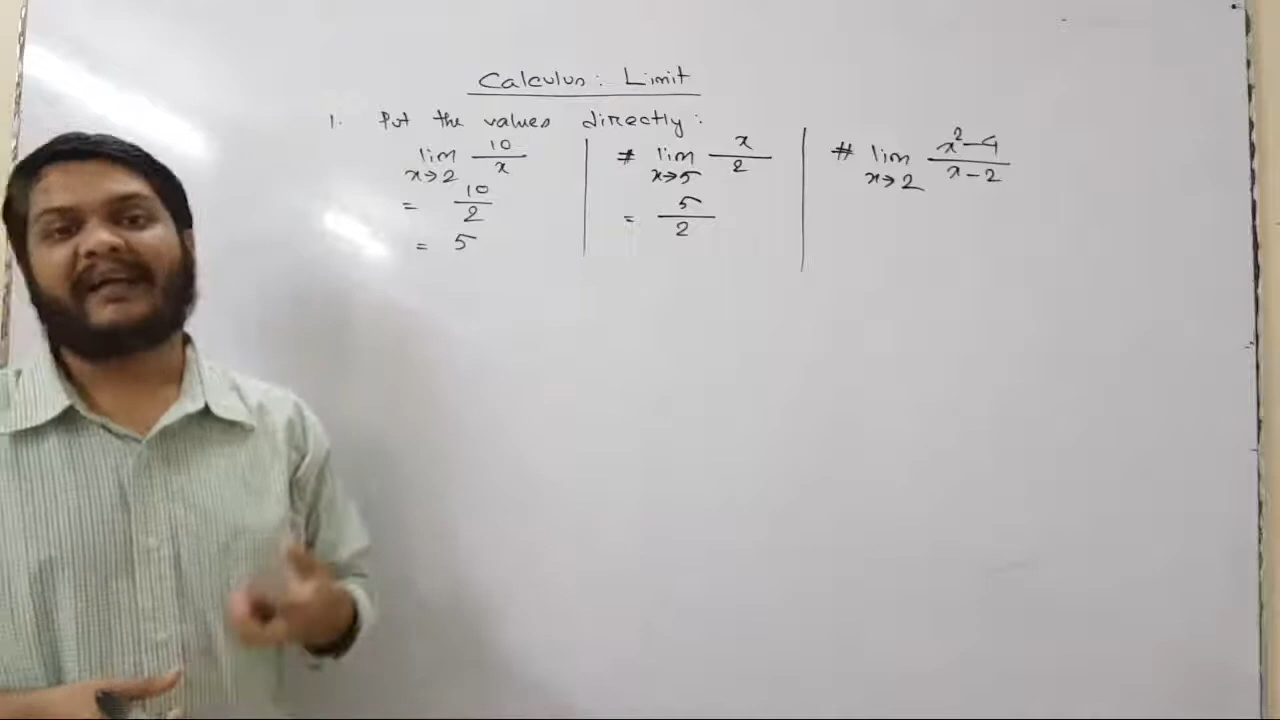 Calculus: Limit
1. Put the values directly:
lim x→2 10/x
= 10/2
= 5
# lim x→5 x/2
= 5/2
# lim x→2 x²-4/x-2